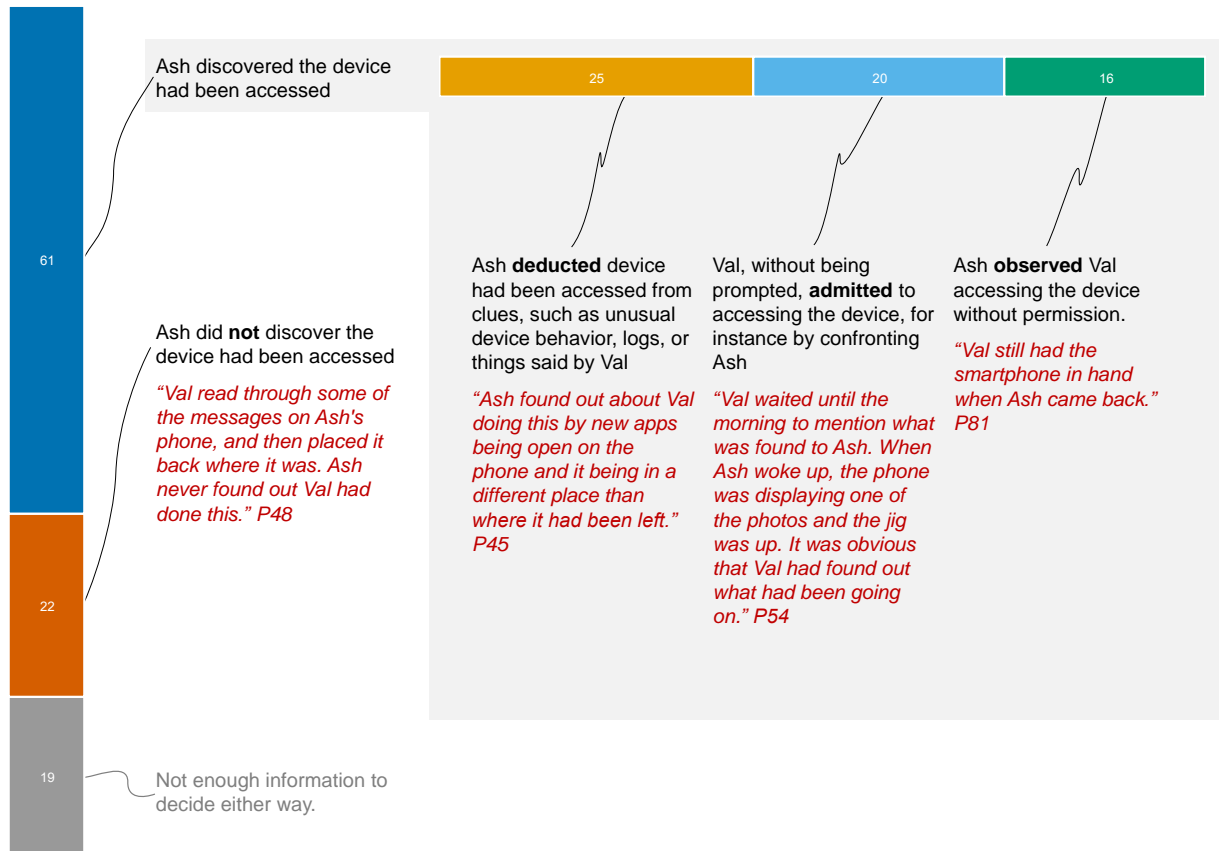 Ash discovered the device
had been accessed
25
20
16
61
Ash deducted device
had been accessed from
clues, such as unusual
device behavior, logs, or
things said by Val
“Ash found out about Val
doing this by new apps
being open on the
phone and it being in a
different place than
where it had been left.”
P45
Val, without being
prompted, admitted to
accessing the device, for
instance by confronting
Ash
“Val waited until the
morning to mention what
was found to Ash. When
Ash woke up, the phone
was displaying one of
the photos and the jig
was up. It was obvious
that Val had found out
what had been going
on.” P54
Ash observed Val
accessing the device
without permission.
“Val still had the
smartphone in hand
when Ash came back.”
P81
Ash did not discover the
device had been accessed
“Val read through some of
the messages on Ash's
phone, and then placed it
back where it was. Ash
never found out Val had
done this.” P48
22
19
Not enough information to
decide either way.